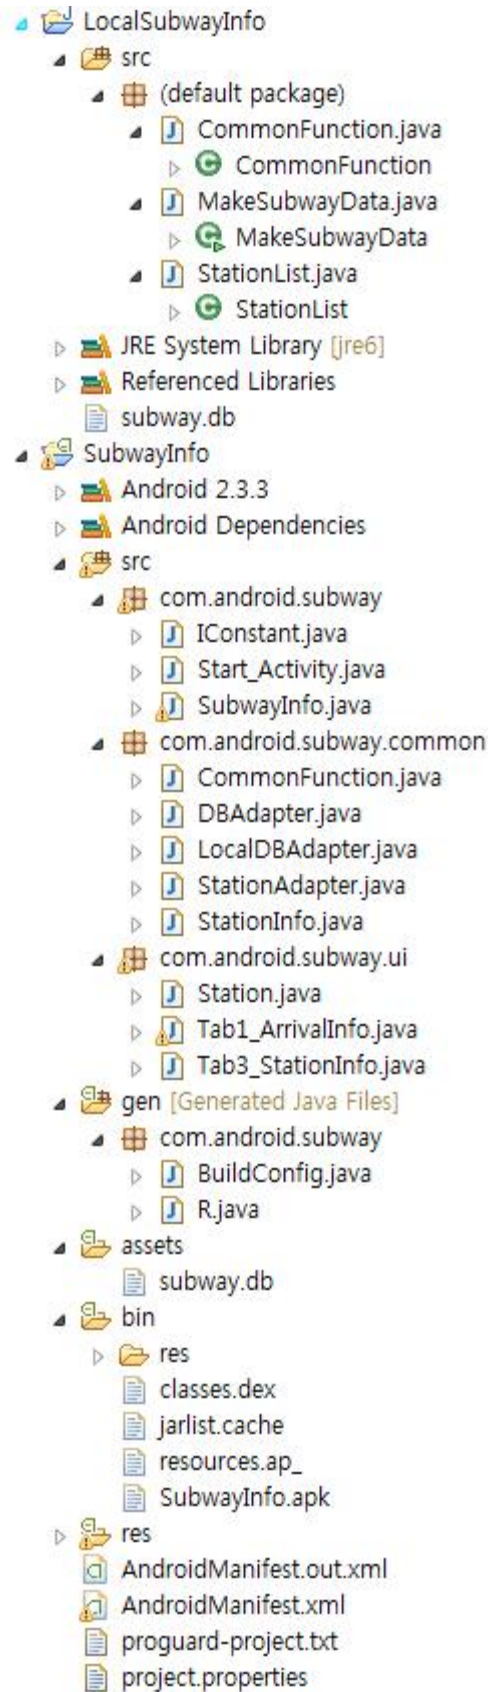 LocalSubwayInfo
src
(default package)
CommonFunction.java
CommonFunction
MakeSubwayData.java
MakeSubwayData
StationList.java
StationList
JRE System Library [jre6]
Referenced Libraries
subway.db
SubwayInfo
Android 2.3.3
Android Dependencies
src
com.android.subway
IConstant.java
Start_Activity.java
SubwayInfo.java
com.android.subway.common
CommonFunction.java
DBAdapter.java
LocalDBAdapter.java
StationAdapter.java
StationInfo.java
com.android.subway.ui
Station.java
Tab1_ArrivalInfo.java
Tab3_StationInfo.java
gen [Generated Java Files]
com.android.subway
BuildConfig.java
R.java
assets
subway.db
bin
res
classes.dex
jarlist.cache
resources.ap_
SubwayInfo.apk
res
AndroidManifest.out.xml
AndroidManifest.xml
proguard-project.txt
project.properties